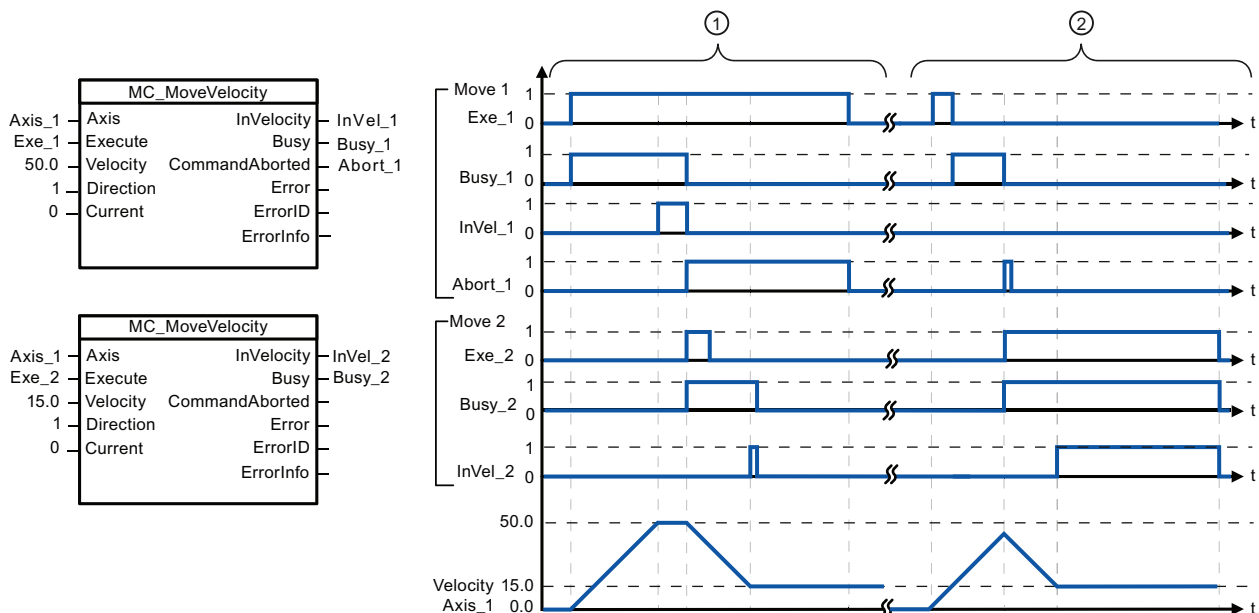 ① ②
MC_MoveVelocity
Axis_1 Axis InVelocity InVel_1
Exe_1 Execute Busy Busy_1
50.0 Velocity CommandAborted Abort_1
1 Direction Error
0 Current ErrorID
ErrorInfo
MC_MoveVelocity
Axis_1 Axis InVelocity InVel_2
Exe_2 Execute Busy Busy_2
15.0 Velocity CommandAborted
1 Direction Error
0 Current ErrorID
ErrorInfo
Move 1
1
Exe_1 0 t
1
Busy_1 0 t
1
InVel_1 0 t
1
Abort_1 0 t
Move 2
1
Exe_2 0 t
1
Busy_2 0 t
1
InVel_2 0 t
50.0
Velocity 15.0
Axis_1 0.0 t